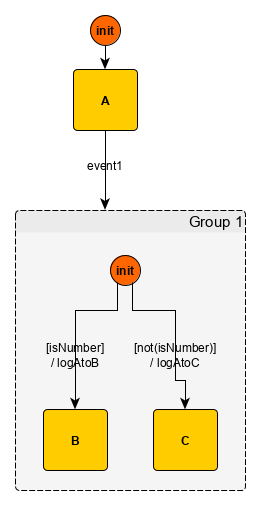 init
A
event1
Group 1
init
[isNumber]
/ logAtoB
[not(isNumber)]
/ logAtoC
B
C